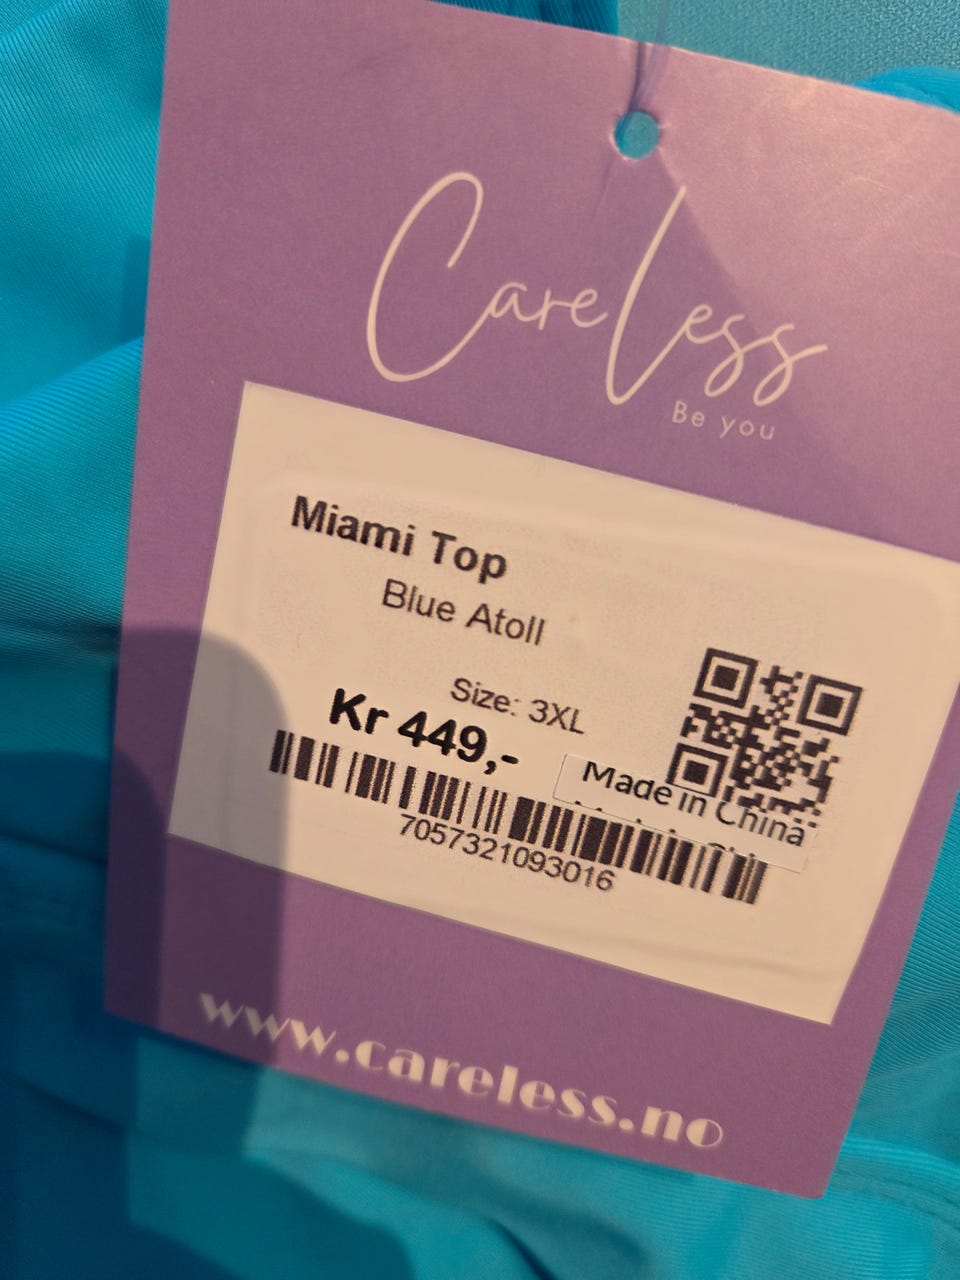 CareLess
Be you
Miami Top
Blue Atoll
Size: 3XL
Kr 449,-
Made in China
7057321093016
www.careless.no